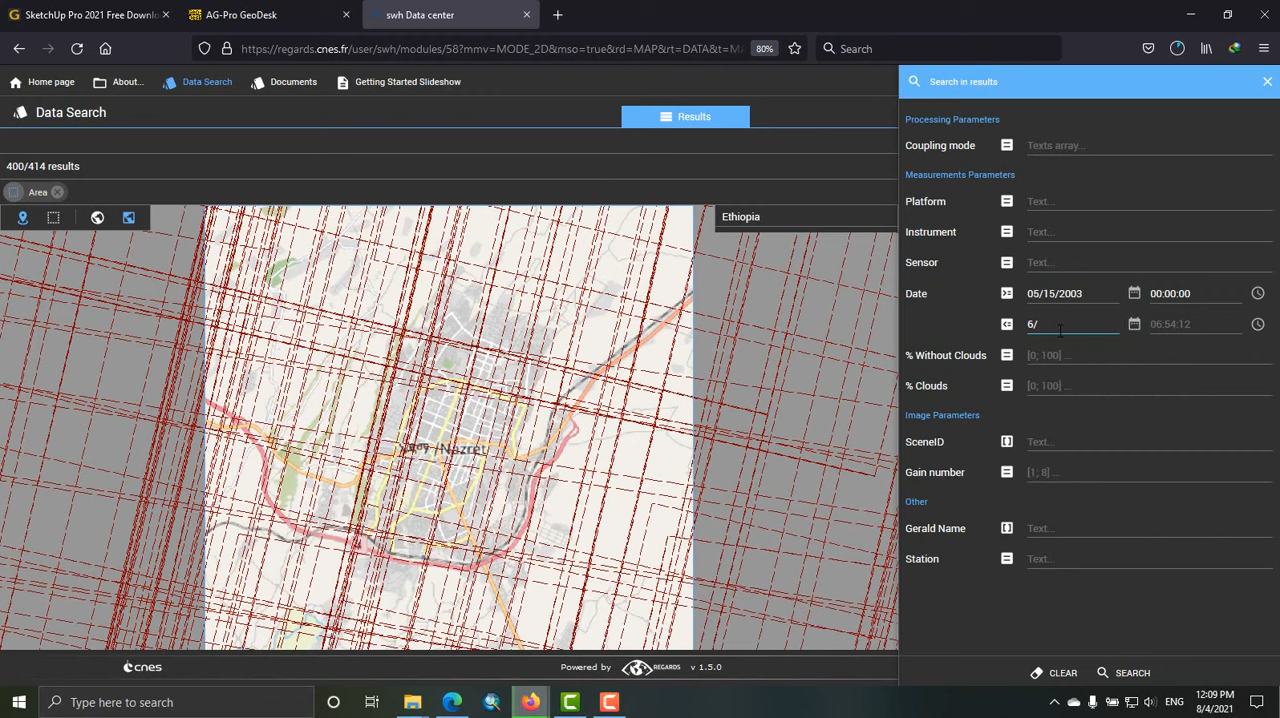 SketchUp Pro 2021 Free Downlo
AG-Pro GeoDesk
swh Data center
https://regards.cnes.fr/user/swh/modules/58?mmv=MODE_2D&mso=true&rd=MAP&rt=DATA&t=MA
80%
Search
Home page
About...
Data Search
Documents
Getting Started Slideshow
Data Search
Results
400/414 results
Area
Ethiopia
Nazret
Search in results
Processing Parameters
Coupling mode
Texts array...
Measurements Parameters
Platform
Text...
Instrument
Text...
Sensor
Text...
Date
05/15/2003
00:00:00
6/
06:54:12
% Without Clouds
[0; 100] ...
% Clouds
[0; 100] ...
Image Parameters
SceneID
Text...
Gain number
[1; 8] ...
Other
Gerald Name
Text...
Station
Text...
CLEAR
SEARCH
cnes
Powered by
REGARDS
v 1.5.0
Type here to search
ENG
12:09 PM
8/4/2021